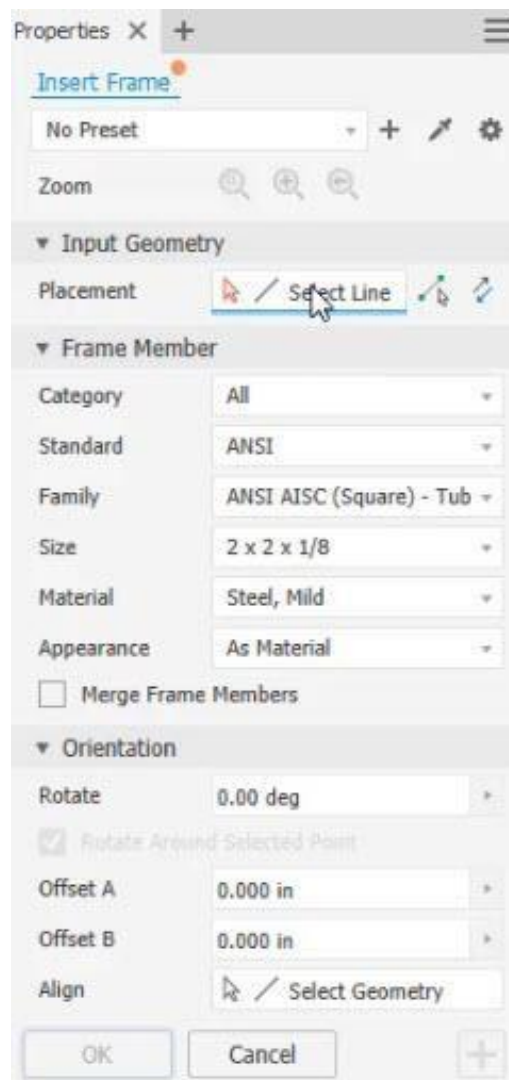 Properties
Insert Frame
No Preset
Zoom
Input Geometry
Placement Select Line
Frame Member
Category All
Standard ANSI
Family ANSI AISC (Square) - Tub
Size 2 x 2 x 1/8
Material Steel, Mild
Appearance As Material
Merge Frame Members
Orientation
Rotate 0.00 deg
Rotate Around Selected Point
Offset A 0.000 in
Offset B 0.000 in
Align Select Geometry
OK Cancel